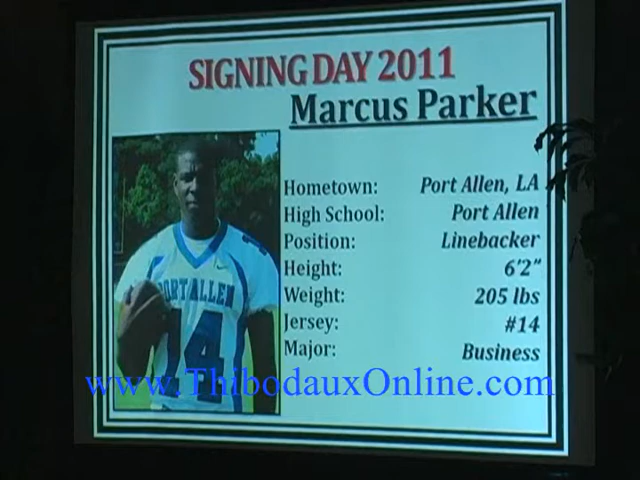 SIGNING DAY 2011
Marcus Parker
Hometown: Port Allen, LA
High School: Port Allen
Position: Linebacker
Height: 6'2"
Weight: 205 lbs
Jersey: #14
Major: Business
PORT ALLEN
14
www.ThibodauxOnline.com